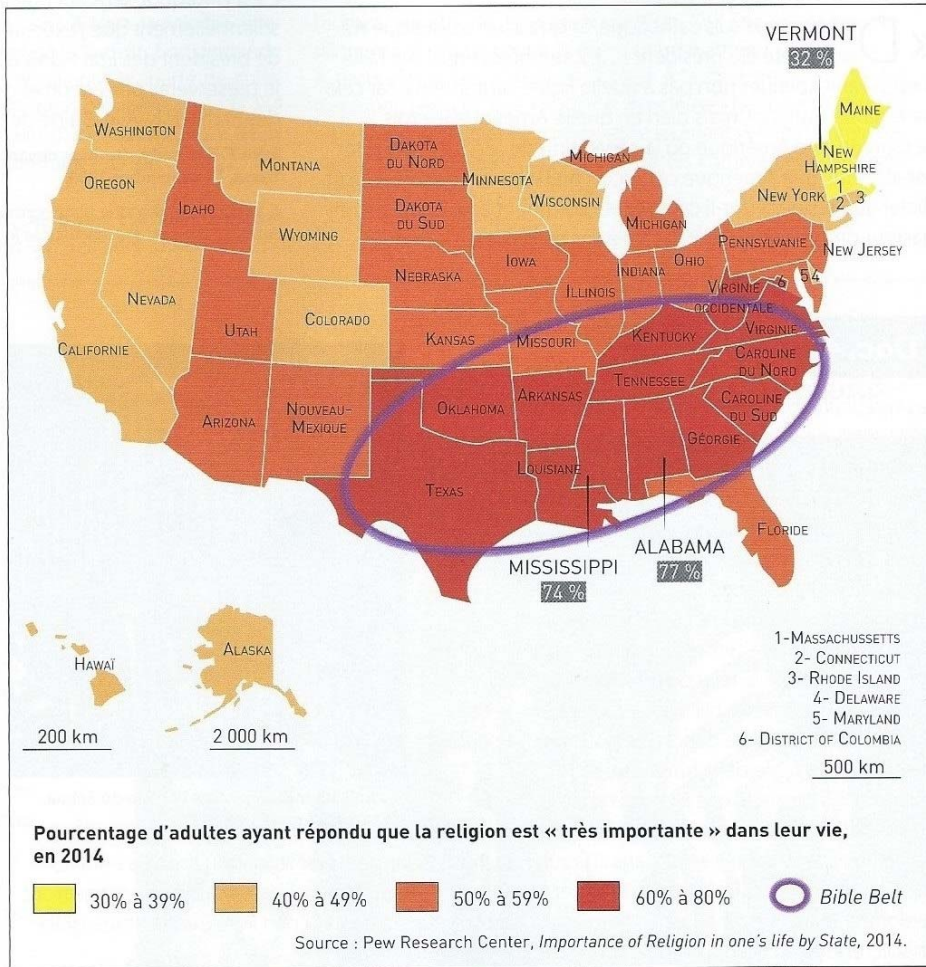 VERMONT
32 %
MAINE
NEW
HAMPSHIRE
WASHINGTON
MONTANA
DAKOTA
DU NORD
MINNESOTA
MICHIGAN
OREGON
IDAHO
WISCONSIN
NEW YORK
1
2
3
DAKOTA
DU SUD
MICHIGAN
WYOMING
PENNSYLVANIE
NEW JERSEY
IOWA
OHIO
NEBRASKA
INDIANA
NEVADA
ILLINOIS
VIRGINIE
OCCIDENTALE
6
5
4
UTAH
COLORADO
KANSAS
MISSOURI
KENTUCKY
VIRGINIE
CALIFORNIE
CAROLINE
DU NORD
TENNESSEE
ARIZONA
NOUVEAU-
MEXIQUE
OKLAHOMA
ARKANSAS
CAROLINE
DU SUD
GÉORGIE
LOUISIANE
TEXAS
FLORIDE
MISSISSIPPI
74 %
ALABAMA
77 %
HAWAÏ
ALASKA
200 km
2 000 km
1-MASSACHUSSETTS
2- CONNECTICUT
3- RHODE ISLAND
4- DELAWARE
5- MARYLAND
6- DISTRICT OF COLOMBIA
500 km
Pourcentage d'adultes ayant répondu que la religion est « très importante » dans leur vie,
en 2014
30% à 39%
40% à 49%
50% à 59%
60% à 80%
Bible Belt
Source : Pew Research Center, Importance of Religion in one's life by State, 2014.